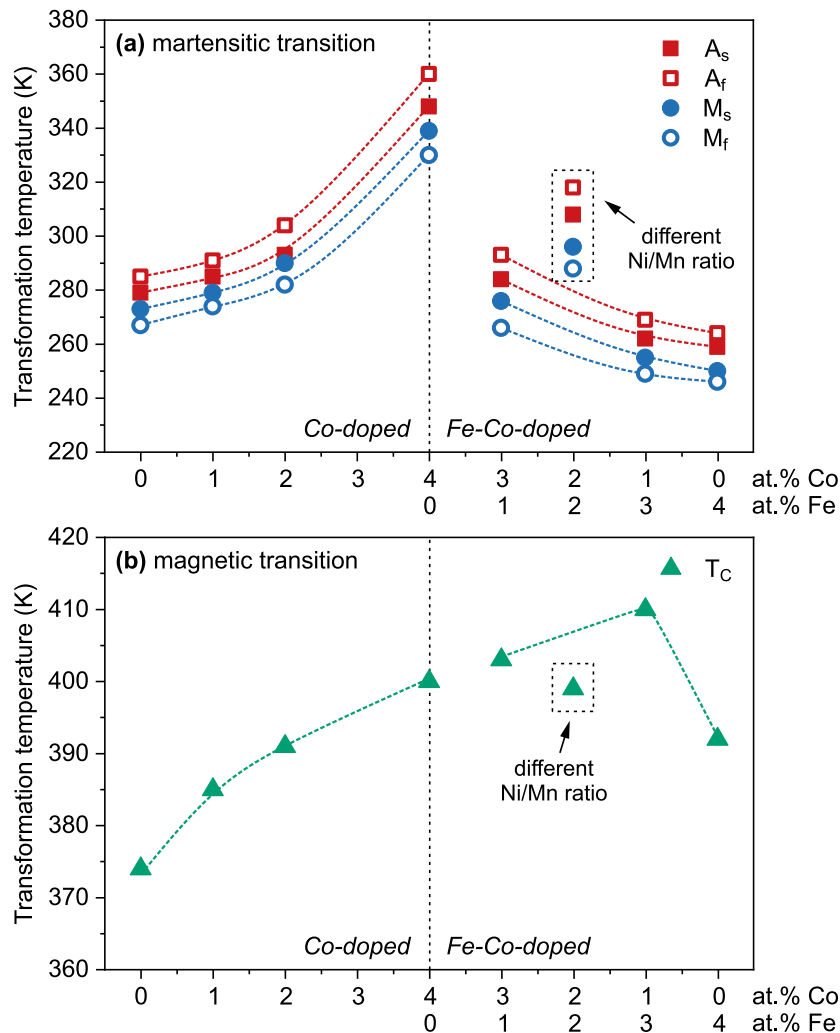 (a) martensitic transition
Transformation temperature (K)
380
360
340
320
300
280
260
240
220
As
Af
Ms
Mf
different
Ni/Mn ratio
Co-doped
Fe-Co-doped
0 1 2 3 4 3 2 1 0 at.% Co
0 1 2 3 4 at.% Fe
(b) magnetic transition
Transformation temperature (K)
420
410
400
390
380
370
360
TC
different
Ni/Mn ratio
Co-doped
Fe-Co-doped
0 1 2 3 4 3 2 1 0 at.% Co
0 1 2 3 4 at.% Fe